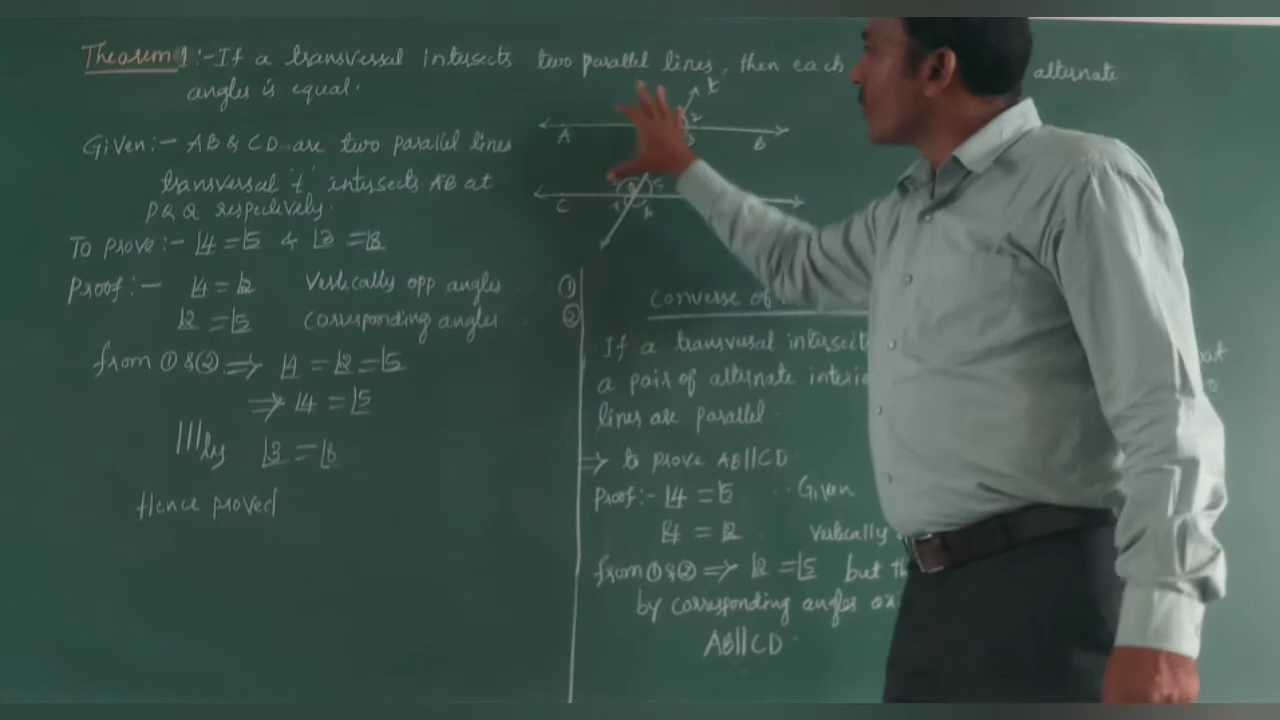 Theorem 1:- If a transversal intersects two parallel lines, then each alternate
angles is equal.
Given:- AB & CD are two parallel lines
transversal 't' intersects AB at
P & Q respectively.
To prove:- ∠4 = ∠5 & ∠3 =
Proof:- ∠4 = ∠2 Vertically opp angles ①
∠2 = ∠5 corresponding angles ②
from ① & ② ⇒ ∠4 = ∠2 = ∠5
⇒ ∠4 = ∠5
|||ly ∠3 = ∠6
Hence proved
t
2
A
B
C
5
Converse of
If a transversal intersects
a pair of alternate interior
lines are parallel.
⇒ to prove AB||CD
Proof:- ∠4 = ∠5 Given
∠4 = ∠2 Vertically
from ① & ② ⇒ ∠2 = ∠5 but
by corresponding angles
AB||CD